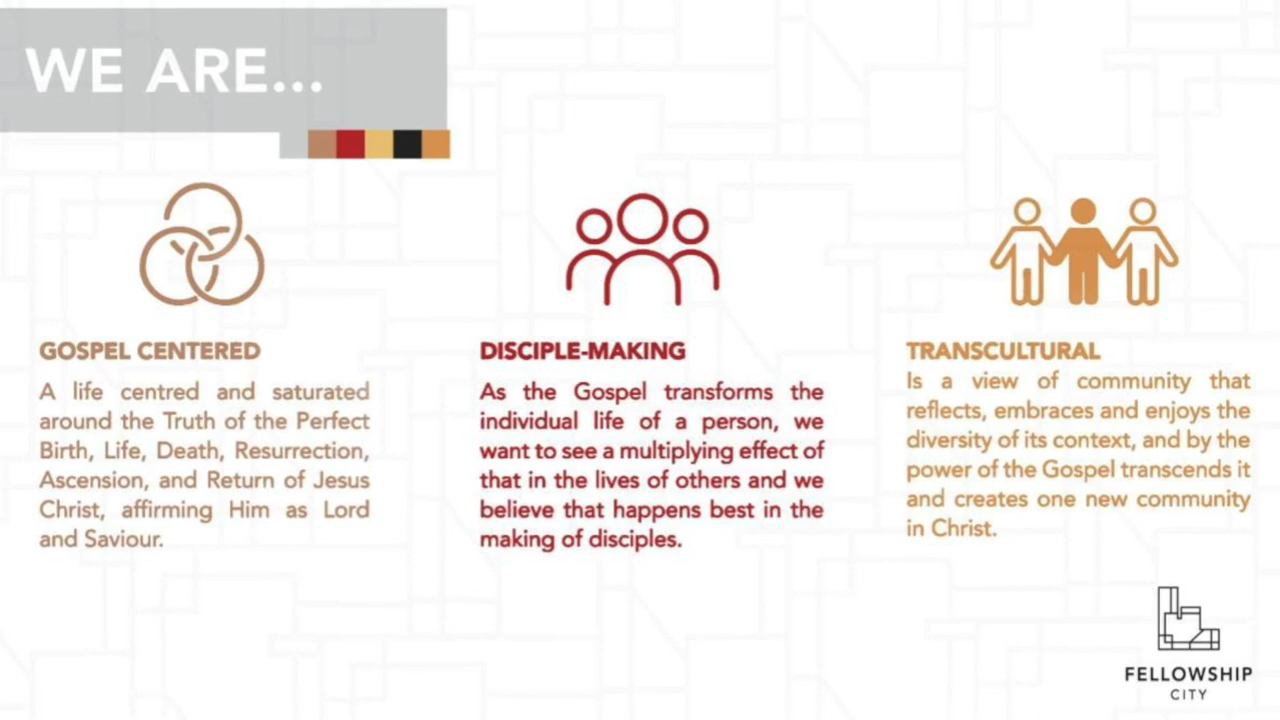 WE ARE...
GOSPEL CENTERED
A life centred and saturated
around the Truth of the Perfect
Birth, Life, Death, Resurrection,
Ascension, and Return of Jesus
Christ, affirming Him as Lord
and Saviour.
DISCIPLE-MAKING
As the Gospel transforms the
individual life of a person, we
want to see a multiplying effect of
that in the lives of others and we
believe that happens best in the
making of disciples.
TRANSCULTURAL
Is a view of community that
reflects, embraces and enjoys the
diversity of its context, and by the
power of the Gospel transcends it
and creates one new community
in Christ.
FELLOWSHIP
CITY